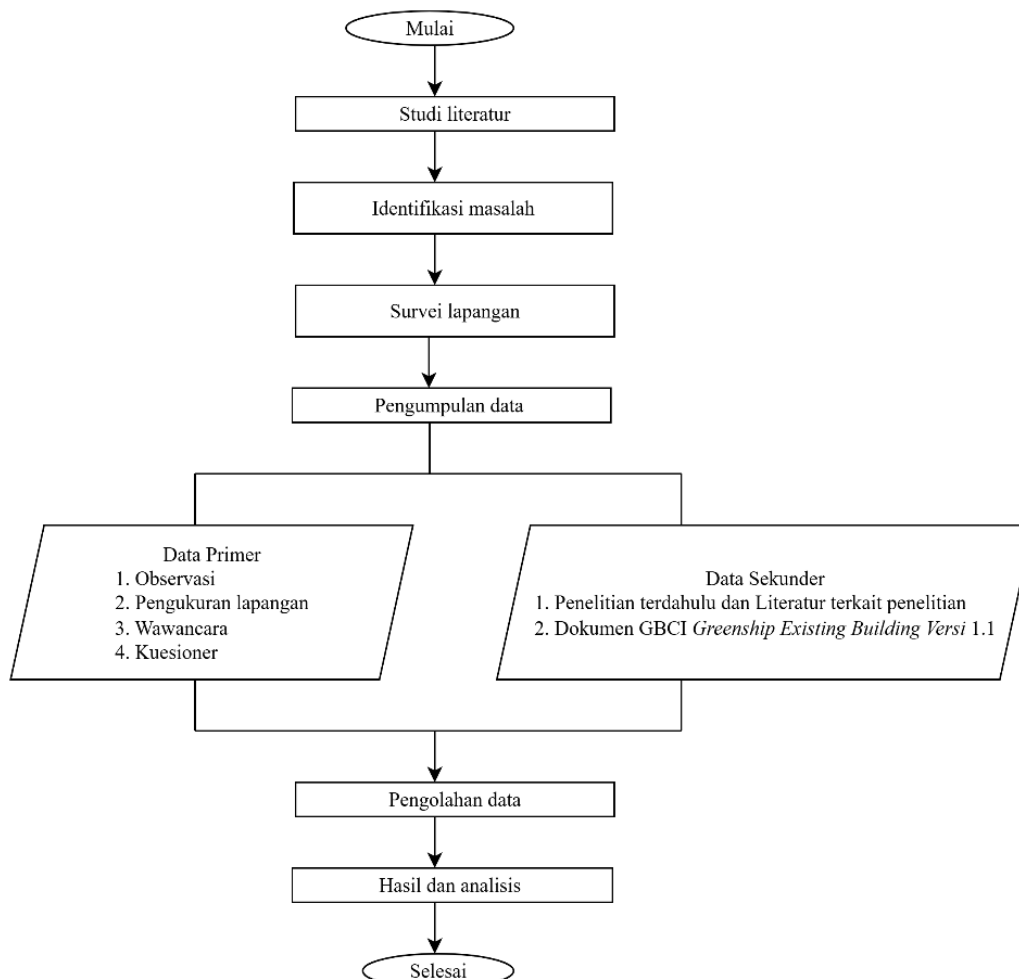 Mulai
Studi literatur
Identifikasi masalah
Survei lapangan
Pengumpulan data
Data Primer
1. Observasi
2. Pengukuran lapangan
3. Wawancara
4. Kuesioner
Data Sekunder
1. Penelitian terdahulu dan Literatur terkait penelitian
2. Dokumen GBCI Greenship Existing Building Versi 1.1
Pengolahan data
Hasil dan analisis
Selesai